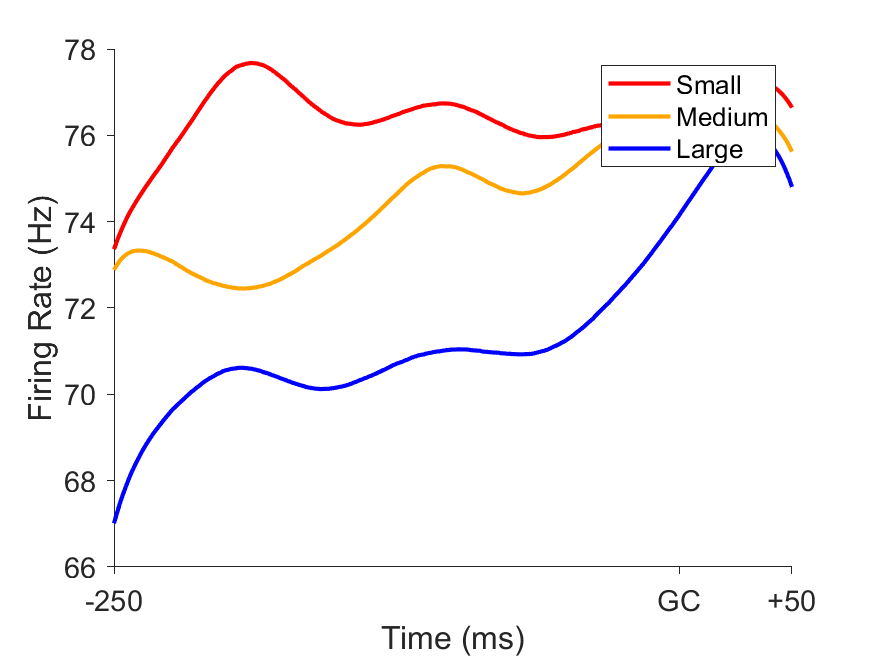 78
76
74
72
70
68
66
Firing Rate (Hz)
Small
Medium
Large
-250
GC
+50
Time (ms)